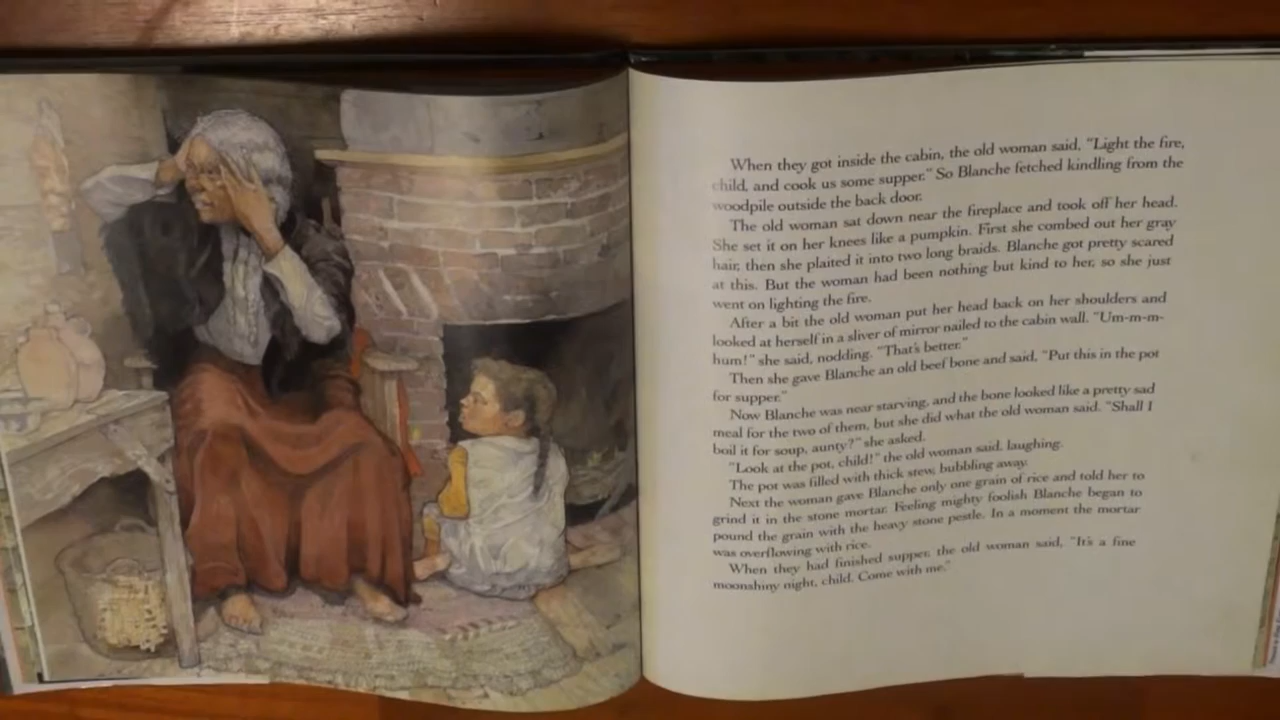 When they got inside the cabin, the old woman said, "Light the fire,
child, and cook us some supper." So Blanche fetched kindling from the
woodpile outside the back door.
The old woman sat down near the fireplace and took off her head.
She set it on her knees like a pumpkin. First she combed out her gray
hair, then she plaited it into two long braids. Blanche got pretty scared
at this. But the woman had been nothing but kind to her, so she just
went on lighting the fire.
After a bit the old woman put her head back on her shoulders and
looked at herself in a sliver of mirror nailed to the cabin wall. "Um-m-m-
hum!" she said, nodding. "That's better."
Then she gave Blanche an old beef bone and said, "Put this in the pot
for supper."
Now Blanche was near starving, and the bone looked like a pretty sad
meal for the two of them, but she did what the old woman said. "Shall I
boil it for soup, aunty?" she asked.
"Look at the pot, child!" the old woman said, laughing.
The pot was filled with thick stew, bubbling away.
Next the woman gave Blanche only one grain of rice and told her to
grind it in the stone mortar. Feeling mighty foolish Blanche began to
pound the grain with the heavy stone pestle. In a moment the mortar
was overflowing with rice.
When they had finished supper, the old woman said, "It's a fine
moonshiny night, child. Come with me."